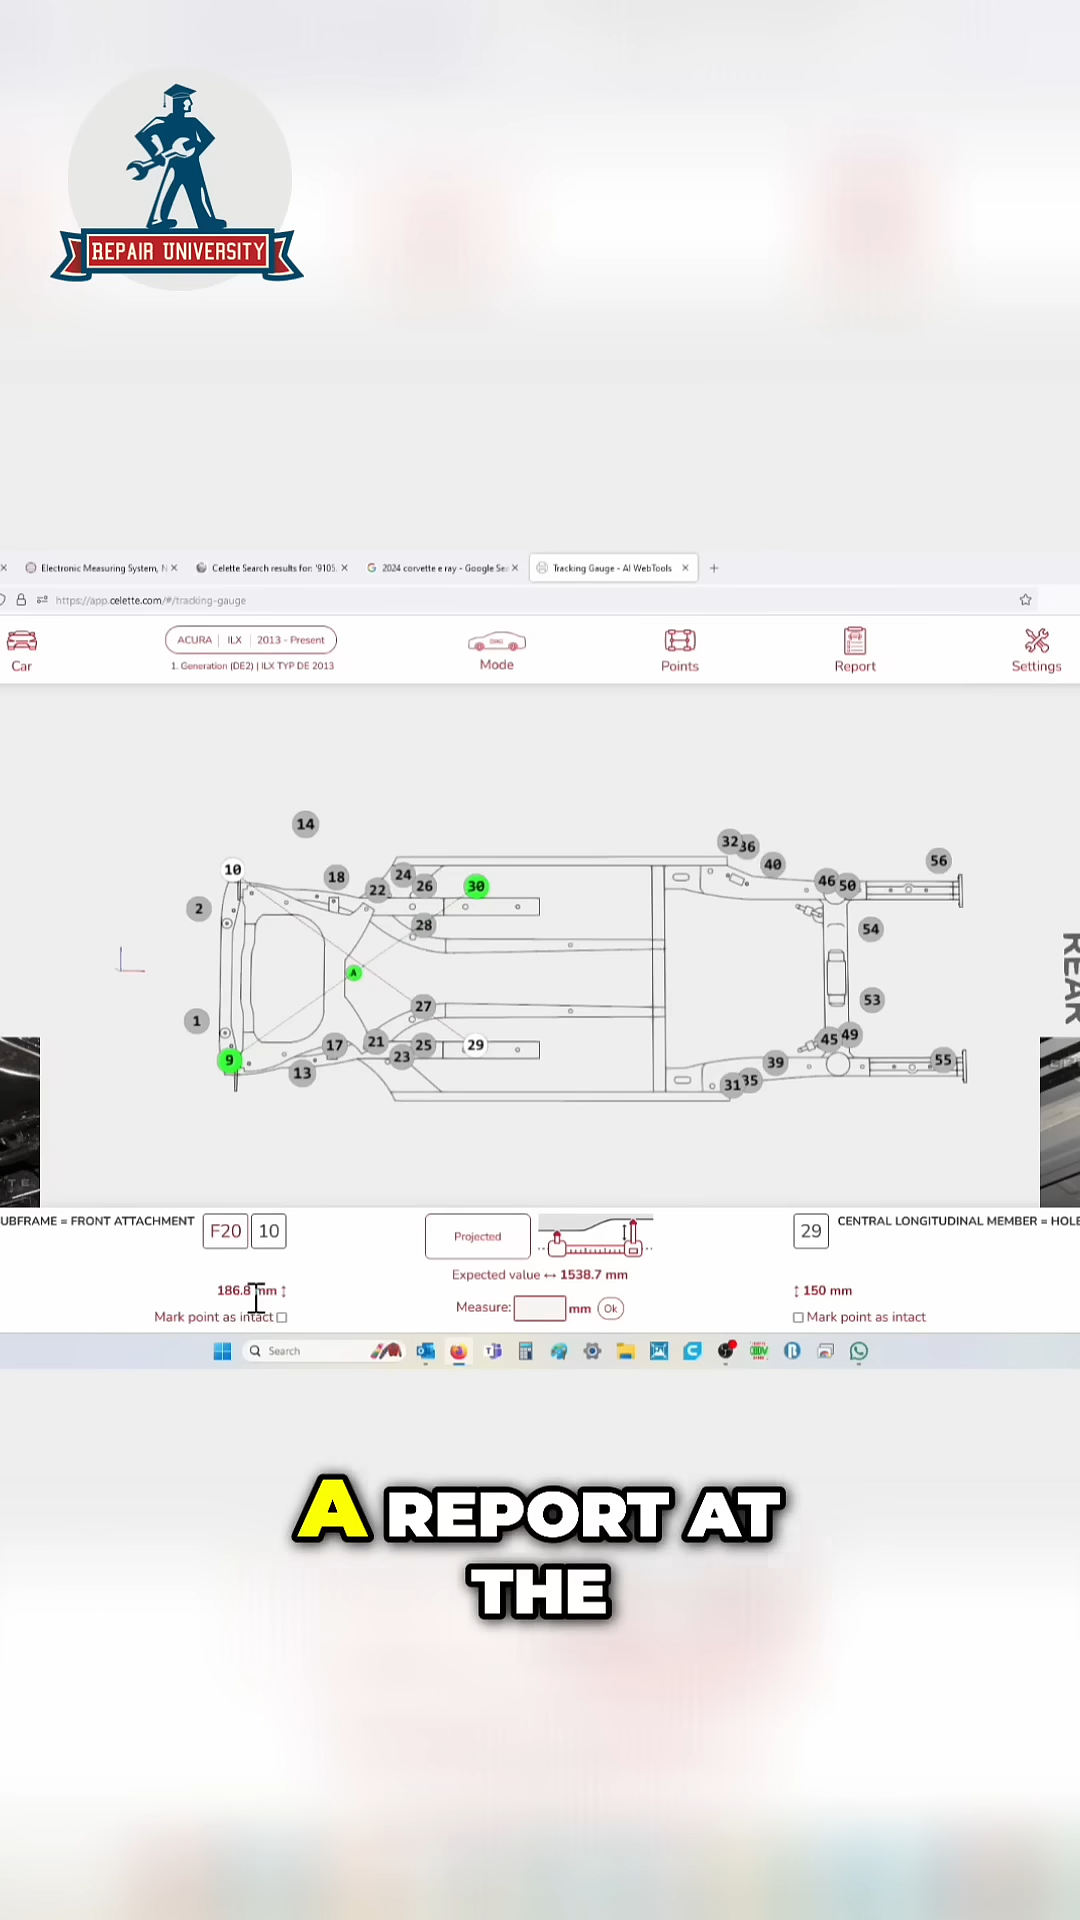 REPAIR UNIVERSITY
Electronic Measuring System, N
Celette Search results for: '9105.
2024 corvette e ray - Google Se
Tracking Gauge - AI WebTools
https://app.celette.com/#/tracking-gauge
Car
ACURA | ILX | 2013 - Present
1. Generation (DE2) | ILX TYP DE 2013
Mode
Points
Report
Settings
14
10
18
22
24
26
30
32
36
40
46
50
56
2
28
54
A
REAR
1
27
53
9
17
21
23
25
29
45
49
13
39
55
31
35
UBFRAME = FRONT ATTACHMENT
F20
10
Projected
29
CENTRAL LONGITUDINAL MEMBER = HOLE
Expected value ↔ 1538.7 mm
186.8 mm ↕
↕ 150 mm
Measure:
mm
Ok
Mark point as intact
Mark point as intact
Search
A REPORT AT
THE